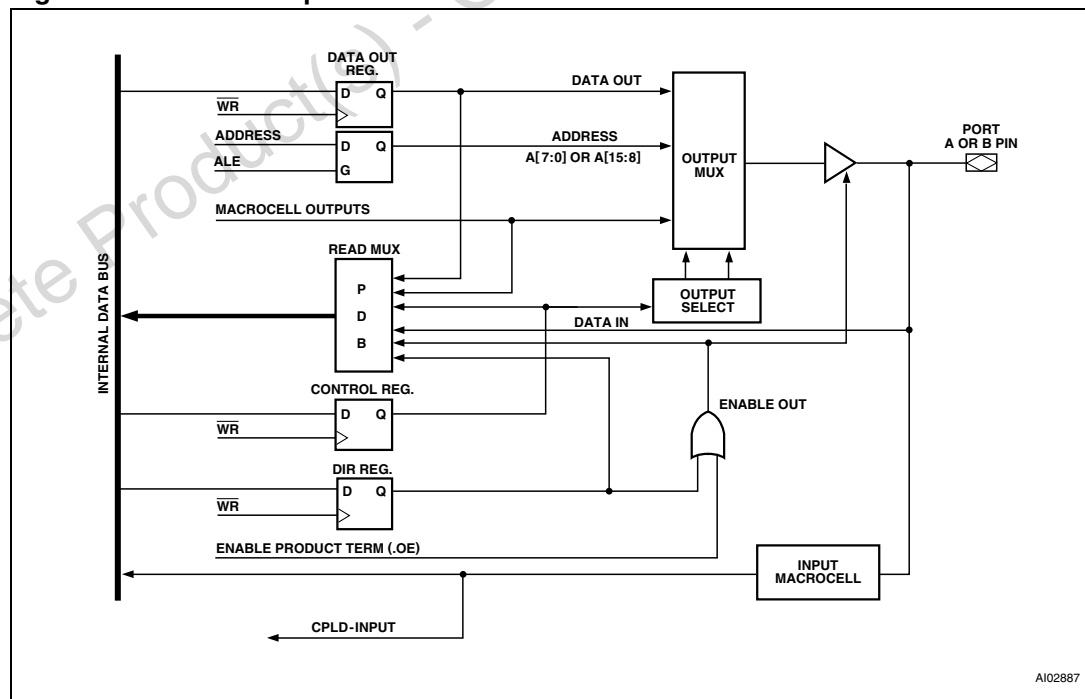 DATA OUT
REG.
D Q
DATA OUT
WR
ADDRESS
D Q
ADDRESS
A[7:0] OR A[15:8]
ALE
G
OUTPUT
MUX
PORT
A OR B PIN
MACROCELL OUTPUTS
READ MUX
P
D
B
OUTPUT
SELECT
DATA IN
INTERNAL DATA BUS
CONTROL REG.
D Q
WR
ENABLE OUT
DIR REG.
D Q
WR
ENABLE PRODUCT TERM (.OE)
INPUT
MACROCELL
CPLD-INPUT
AI02887
ete Product(s) -